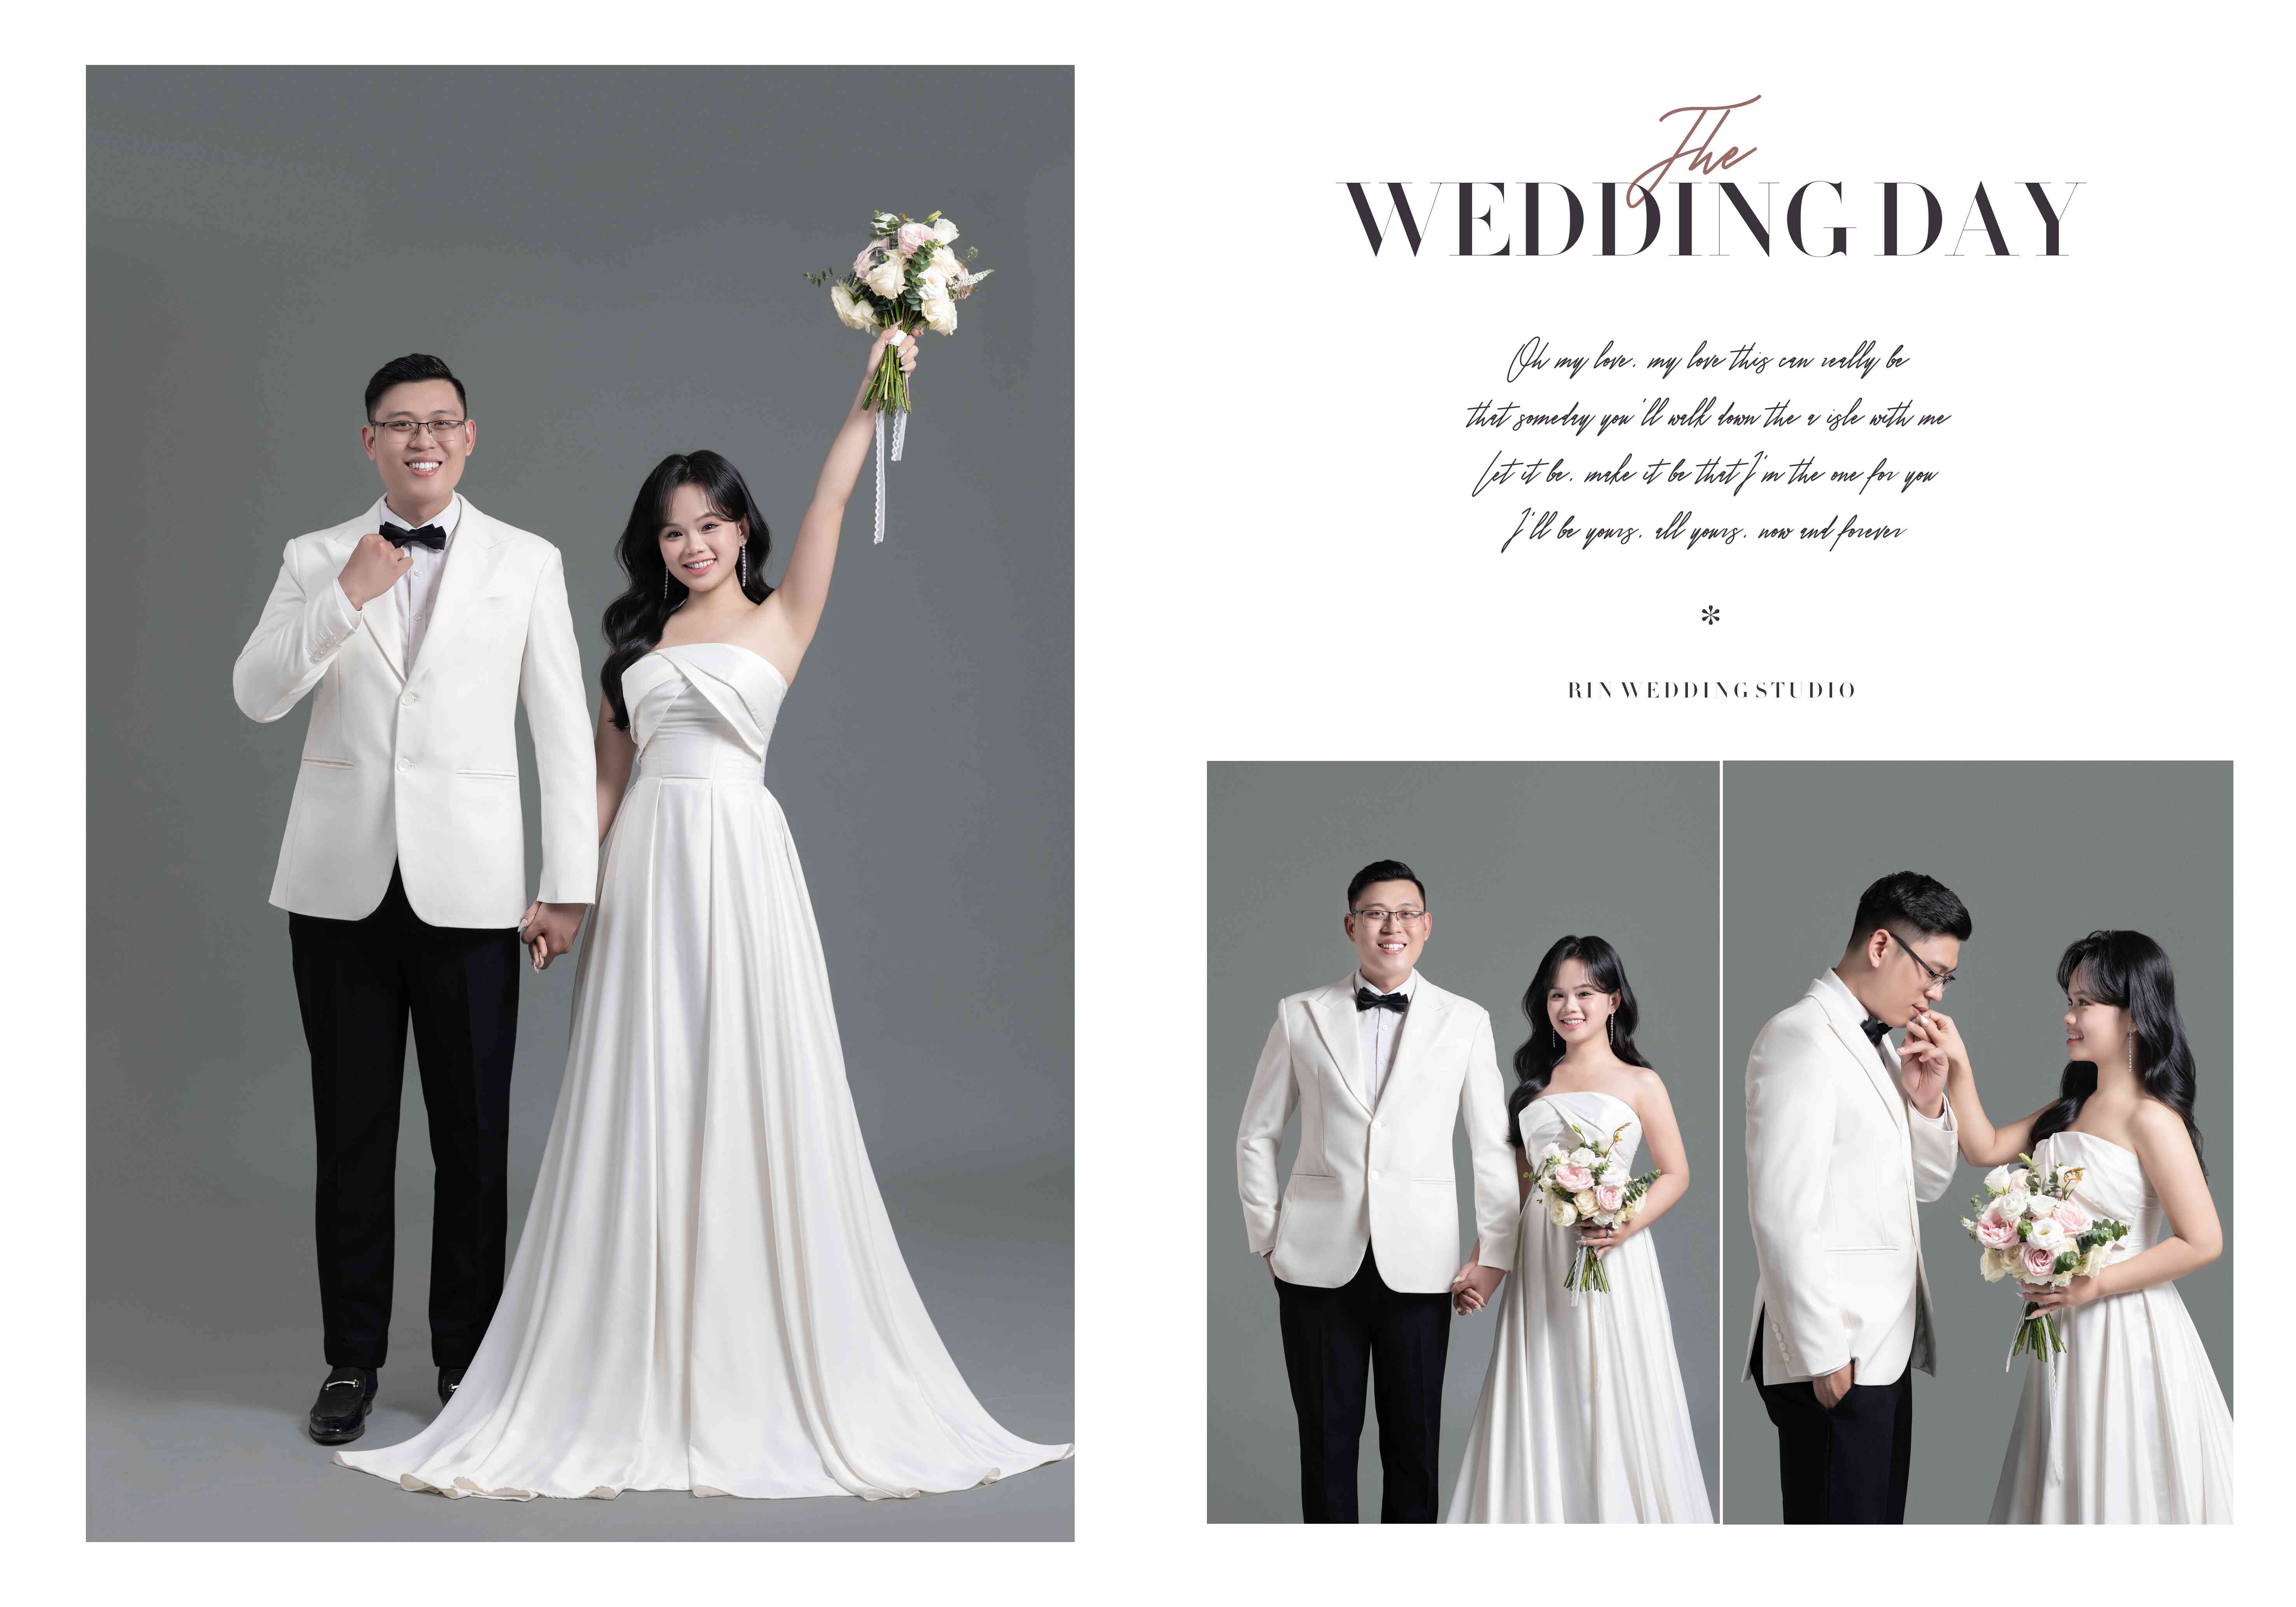 The
WEDDING DAY
Oh my love, my love this can really be
that someday you'll walk down the a isle with me
Let it be, make it be that I'm the one for you
I'll be yours, all yours, now and forever
*
RIN WEDDING STUDIO